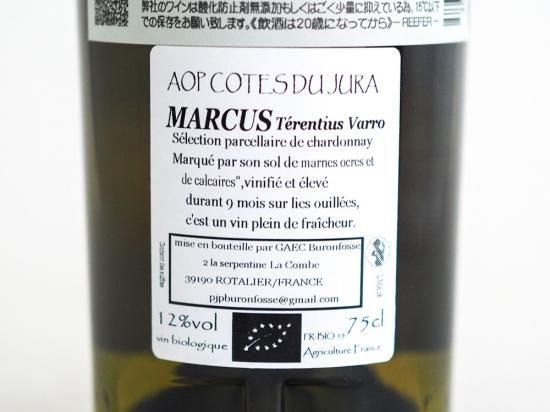 弊社のワインは酸化防止剤無添加もしくはごく少量に抑えている為、15℃以下
での保存をお願い致します。《飲酒は20歳になってから》 ─REEFER─
AOP COTES DU JURA
MARCUS Térentius Varro
Sélection parcellaire de chardonnay
Marqué par son sol de marnes ocres et
de calcaires",vinifié et élevé
durant 9 mois sur lies ouillées,
c'est un vin plein de fraîcheur.
mise en bouteille par GAEC Buronfosse
2 la serpentine La Combe
39190 ROTALIER/FRANCE
pjpburonfosse@gmail.com
12%vol
vin biologique
FR-BIO-
Agriculture France
75cl